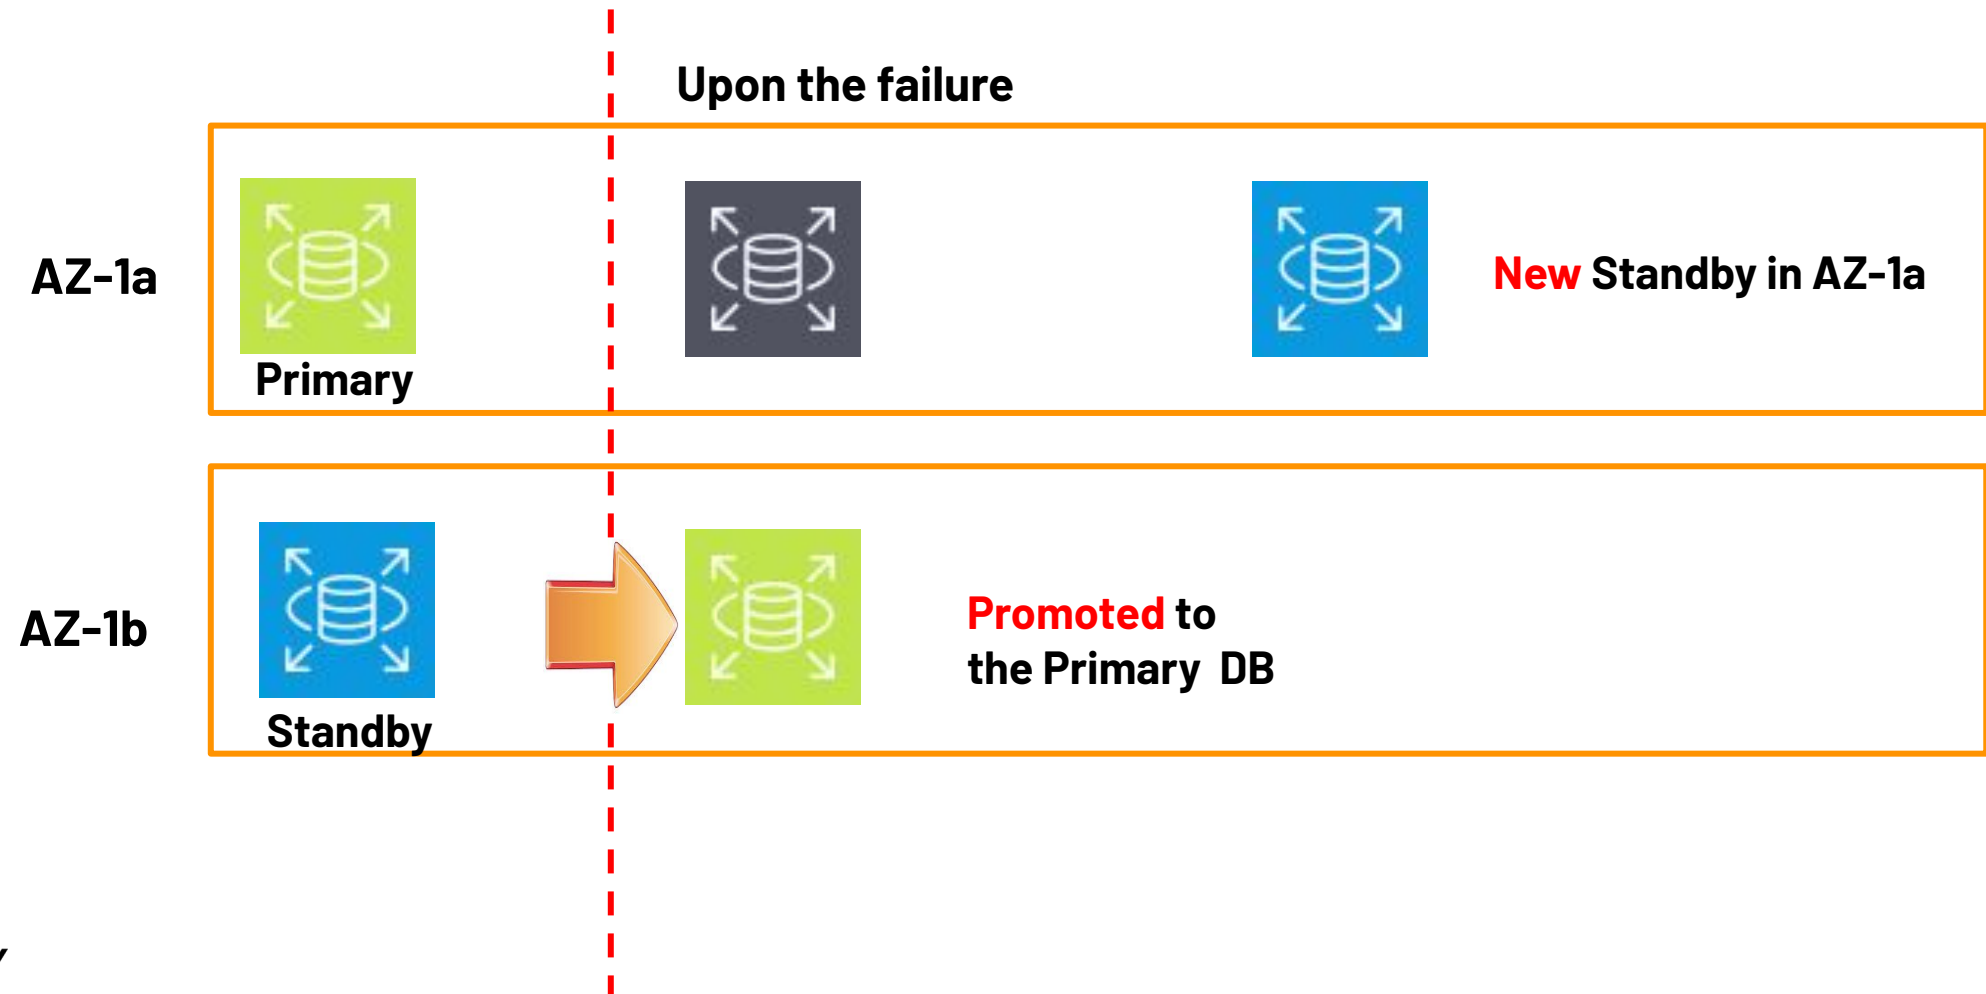 Upon the failure
AZ-1a
Primary
New Standby in AZ-1a
AZ-1b
Standby
Promoted to
the Primary DB